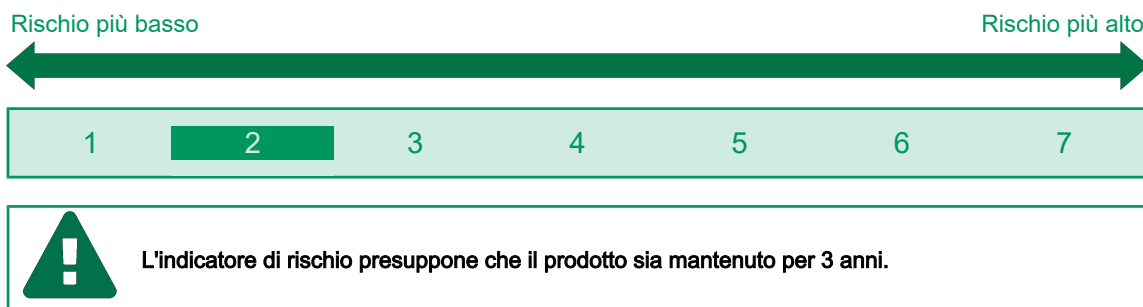 Rischio più basso Rischio più alto
1 2 3 4 5 6 7
L'indicatore di rischio presuppone che il prodotto sia mantenuto per 3 anni.